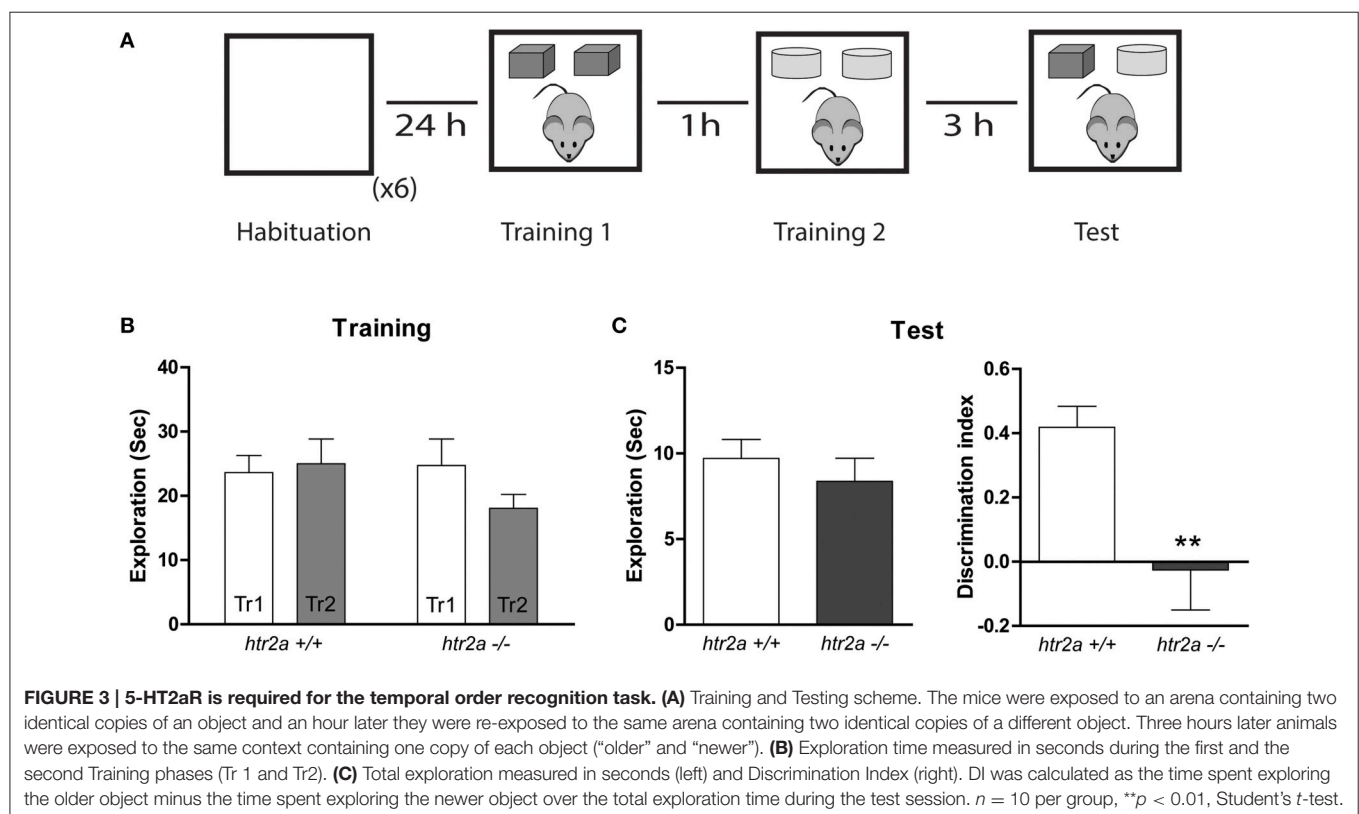 A
24 h
1h
3 h
(x6)
Habituation
Training 1
Training 2
Test
B
Training
Exploration (Sec)
40
30
20
10
0
Tr1
Tr2
Tr1
Tr2
htr2a +/+
htr2a -/-
C
Test
Exploration (Sec)
15
10
5
0
htr2a +/+
htr2a -/-
Discrimination index
0.6
0.4
0.2
0.0
-0.2
**
htr2a +/+
htr2a -/-
FIGURE 3 | 5-HT2aR is required for the temporal order recognition task. (A) Training and Testing scheme. The mice were exposed to an arena containing two
identical copies of an object and an hour later they were re-exposed to the same arena containing two identical copies of a different object. Three hours later animals
were exposed to the same context containing one copy of each object (“older” and “newer”). (B) Exploration time measured in seconds during the first and the
second Training phases (Tr 1 and Tr2). (C) Total exploration measured in seconds (left) and Discrimination Index (right). DI was calculated as the time spent exploring
the older object minus the time spent exploring the newer object over the total exploration time during the test session. n = 10 per group, **p < 0.01, Student’s t-test.